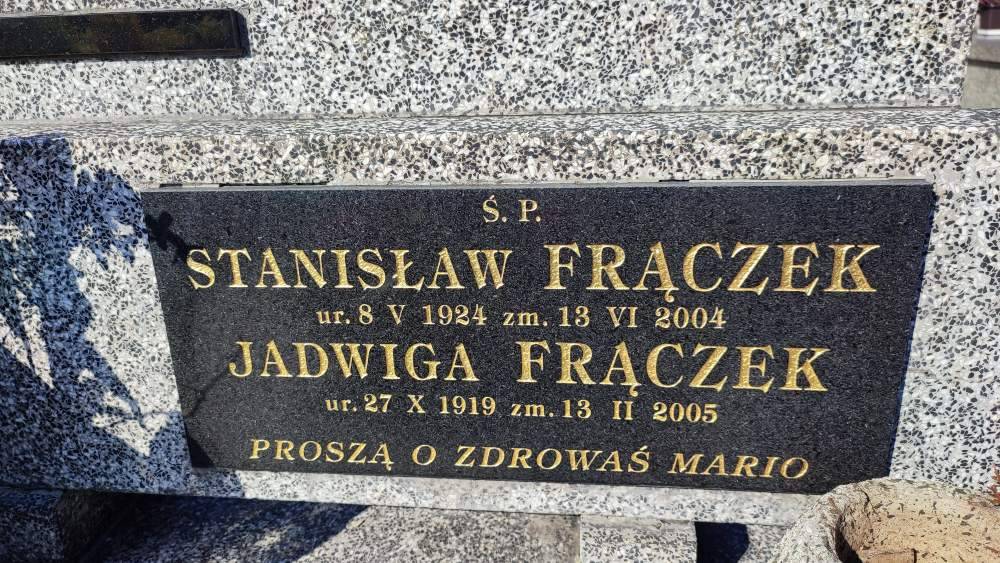 Ś. P.
STANISŁAW FRĄCZEK
ur. 8 V 1924 zm. 13 VI 2004
JADWIGA FRĄCZEK
ur. 27 X 1919 zm. 13 II 2005
PROSZĄ O ZDROWAŚ MARIO